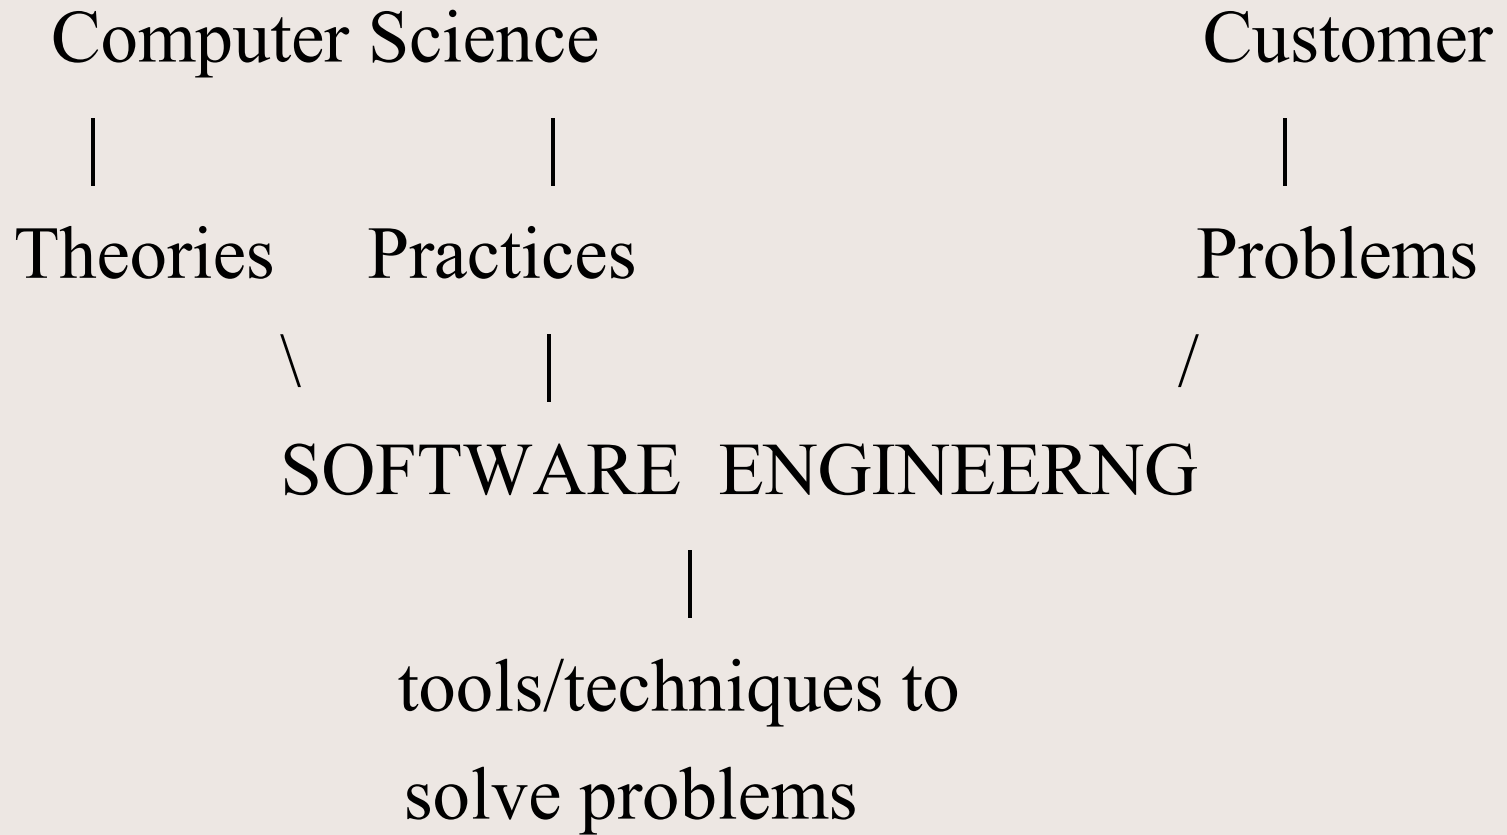 Computer Science Customer
| | |
Theories Practices Problems
\ | /
SOFTWARE ENGINEERNG
|
tools/techniques to
solve problems